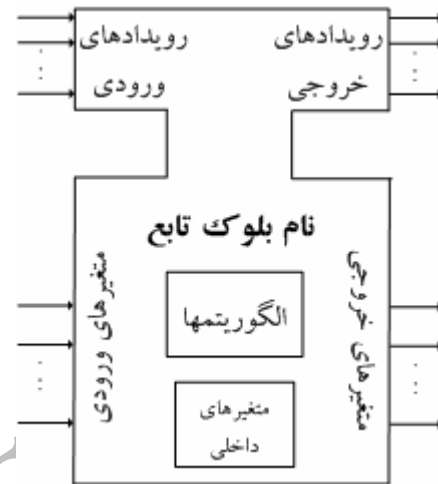 رویدادهای
ورودی
رویدادهای
خروجی
نام بلوک تابع
متغیرهای ورودی
متغیرهای خروجی
الگوریتمها
متغیرهای
داخلی